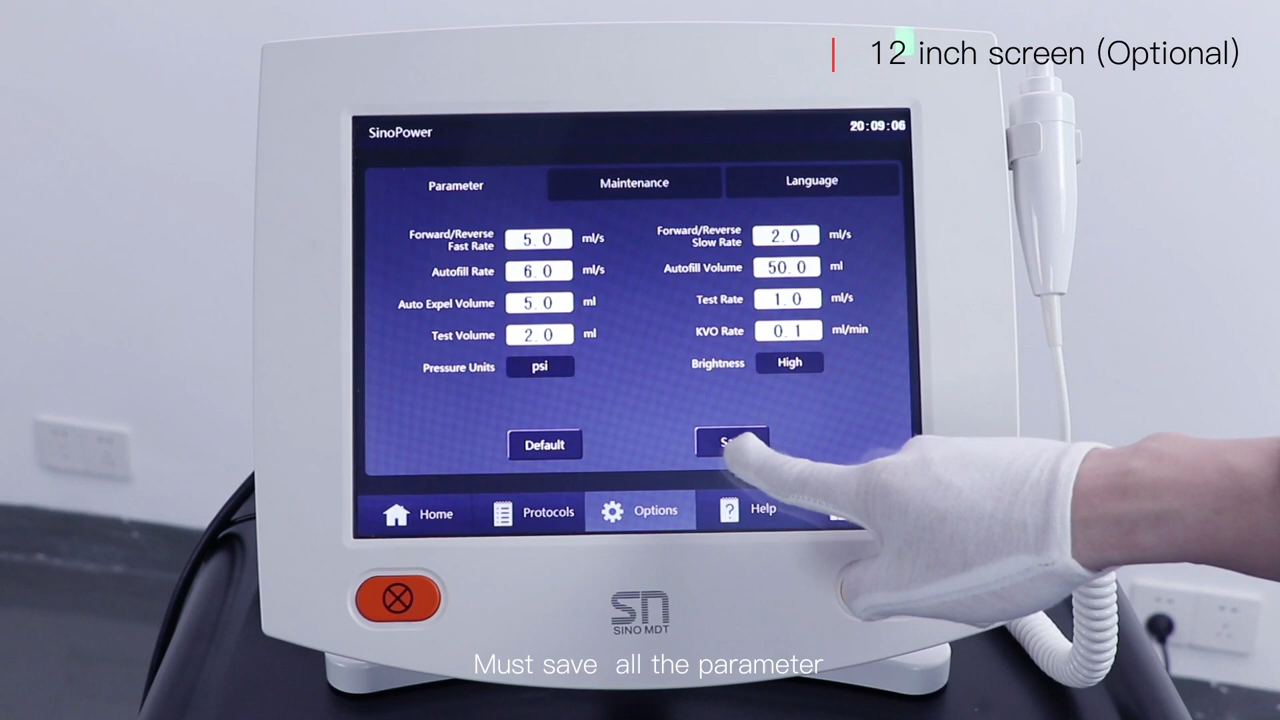 12 inch screen (Optional)
SinoPower
20:09:06
Parameter
Maintenance
Language
Forward/Reverse
Fast Rate
5.0
ml/s
Forward/Reverse
Slow Rate
2.0
ml/s
Autofill Rate
6.0
ml/s
Autofill Volume
50.0
ml
Auto Expel Volume
5.0
ml
Test Rate
1.0
ml/s
Test Volume
2.0
ml
KVO Rate
0.1
ml/min
Pressure Units
psi
Brightness
High
Default
Home
Protocols
Options
Help
SINO MDT
Must save all the parameter